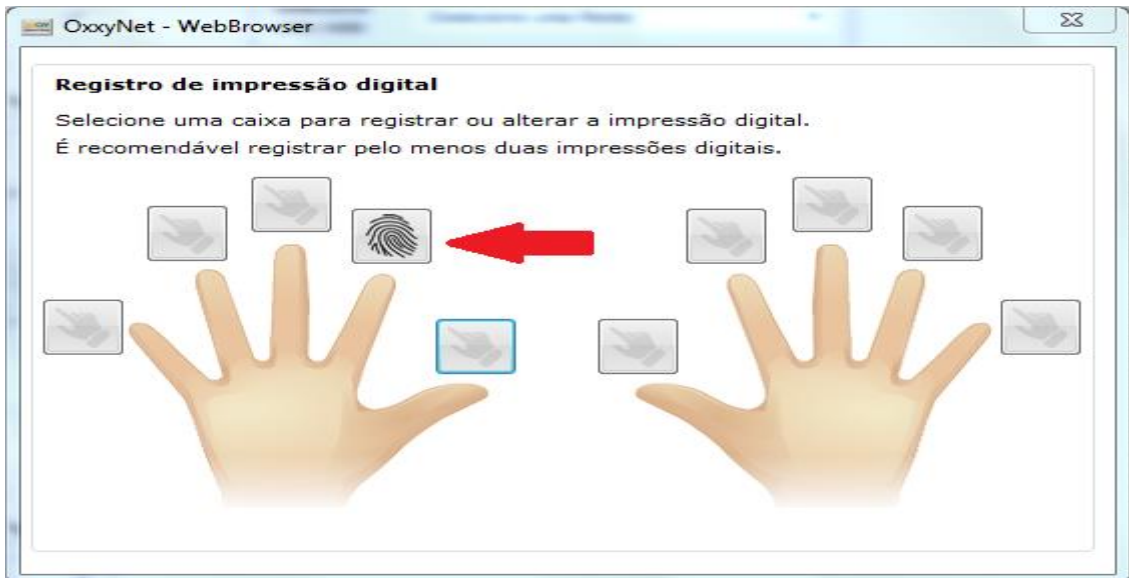 OxxyNet - WebBrowser
Registro de impressão digital
Selecione uma caixa para registrar ou alterar a impressão digital.
É recomendável registrar pelo menos duas impressões digitais.